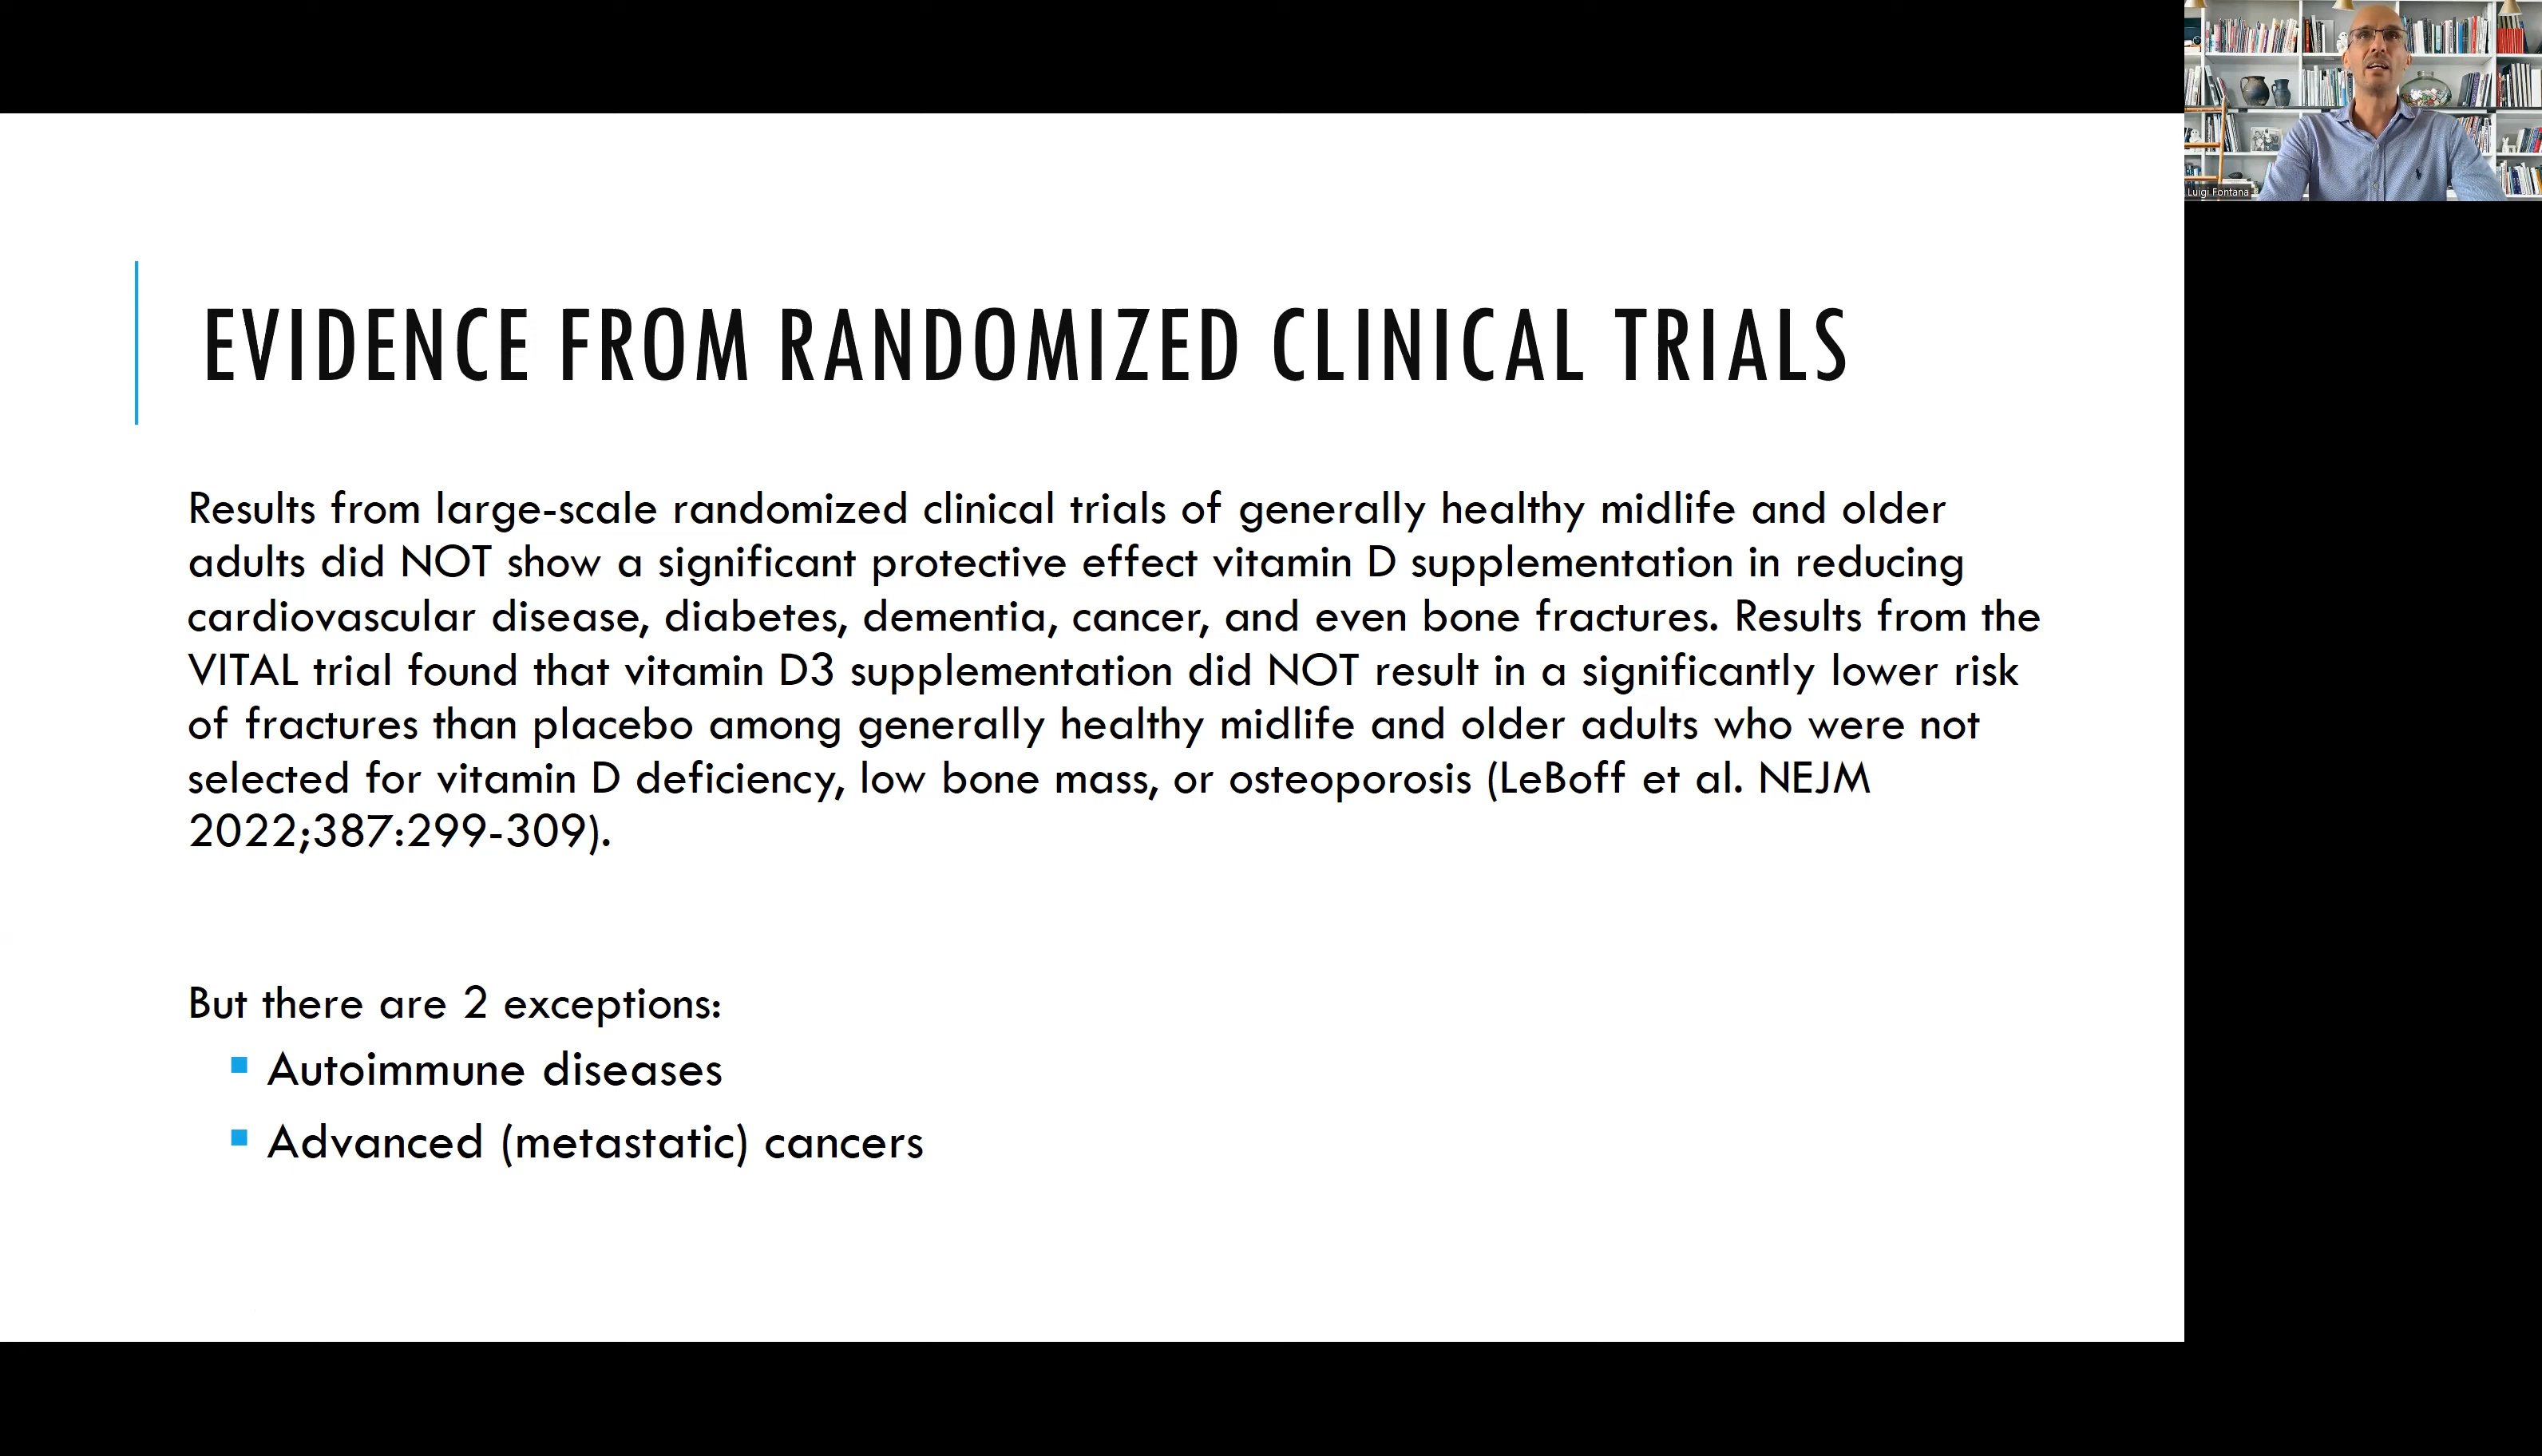 EVIDENCE FROM RANDOMIZED CLINICAL TRIALS
Results from large-scale randomized clinical trials of generally healthy midlife and older
adults did NOT show a significant protective effect vitamin D supplementation in reducing
cardiovascular disease, diabetes, dementia, cancer, and even bone fractures. Results from the
VITAL trial found that vitamin D3 supplementation did NOT result in a significantly lower risk
of fractures than placebo among generally healthy midlife and older adults who were not
selected for vitamin D deficiency, low bone mass, or osteoporosis (LeBoff et al. NEJM
2022;387:299-309).
But there are 2 exceptions:
▪ Autoimmune diseases
▪ Advanced (metastatic) cancers
Luigi Fontana